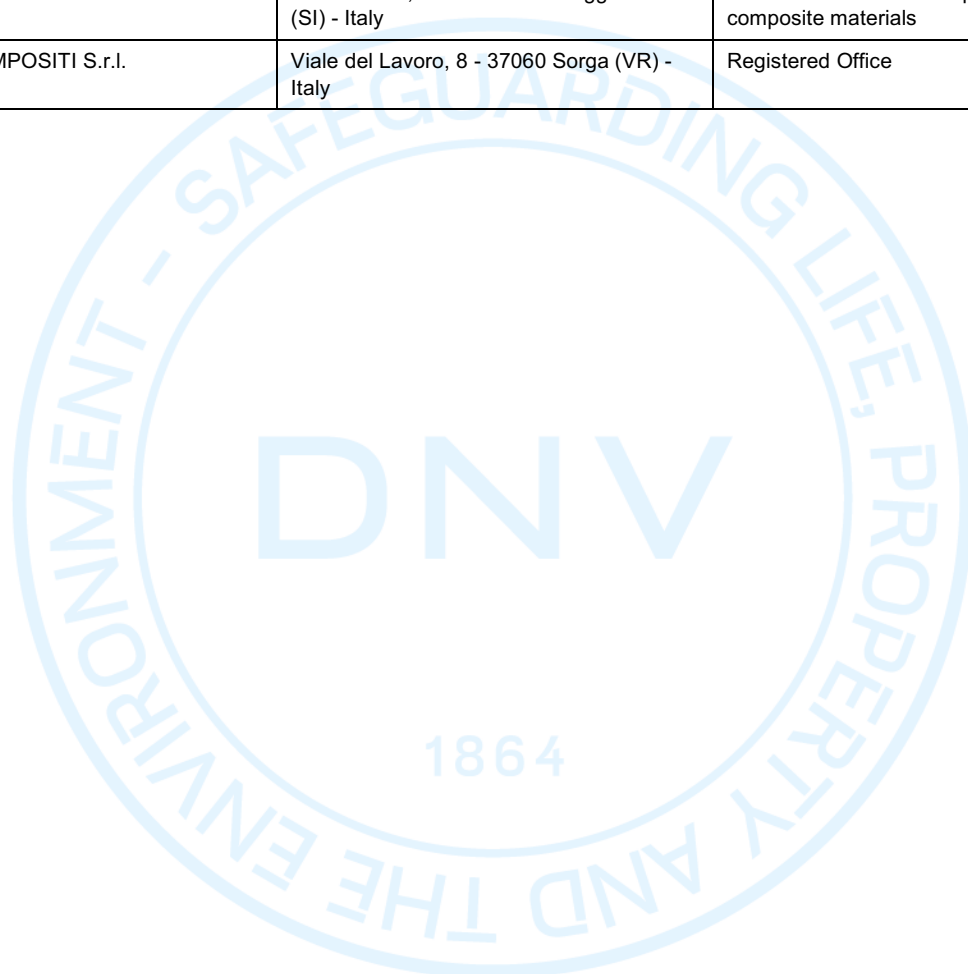 (SI) - Italy
composite materials
MPOSITI S.r.l.
Viale del Lavoro, 8 - 37060 Sorga (VR) -
Italy
Registered Office
SAFEGUARDING LIFE, PROPERTY AND THE ENVIRONMENT -
DNV
1864